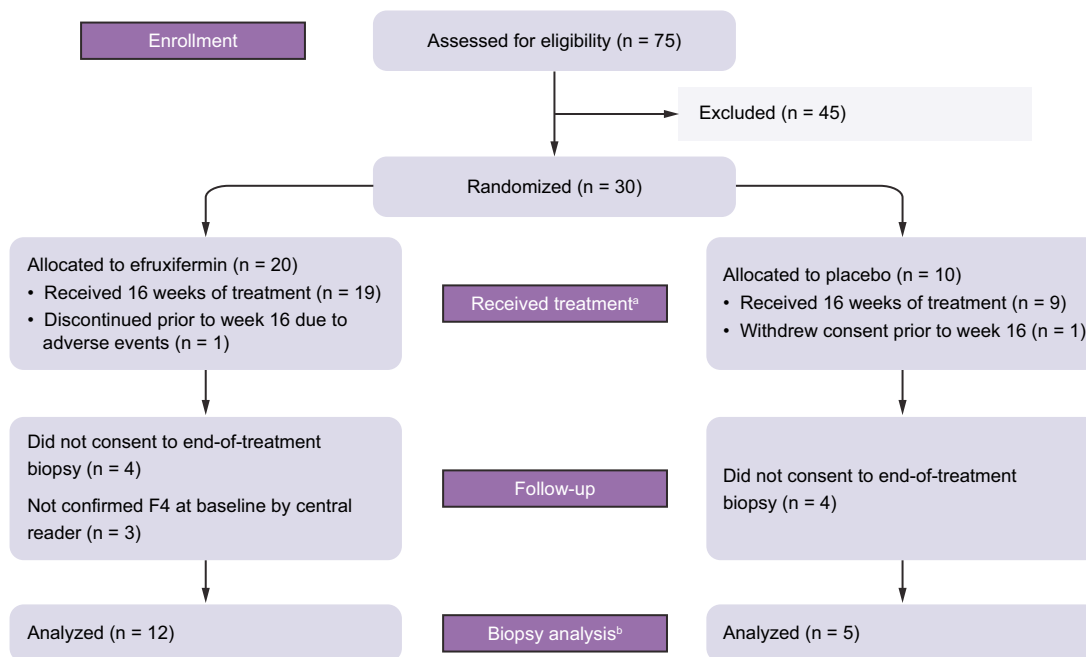 Enrollment
Assessed for eligibility (n = 75)
Excluded (n = 45)
Randomized (n = 30)
Allocated to efruxifermin (n = 20)
• Received 16 weeks of treatment (n = 19)
• Discontinued prior to week 16 due to
adverse events (n = 1)
Received treatmentᵃ
Allocated to placebo (n = 10)
• Received 16 weeks of treatment (n = 9)
• Withdrew consent prior to week 16 (n = 1)
Did not consent to end-of-treatment
biopsy (n = 4)
Not confirmed F4 at baseline by central
reader (n = 3)
Follow-up
Did not consent to end-of-treatment
biopsy (n = 4)
Analyzed (n = 12)
Biopsy analysisᵇ
Analyzed (n = 5)